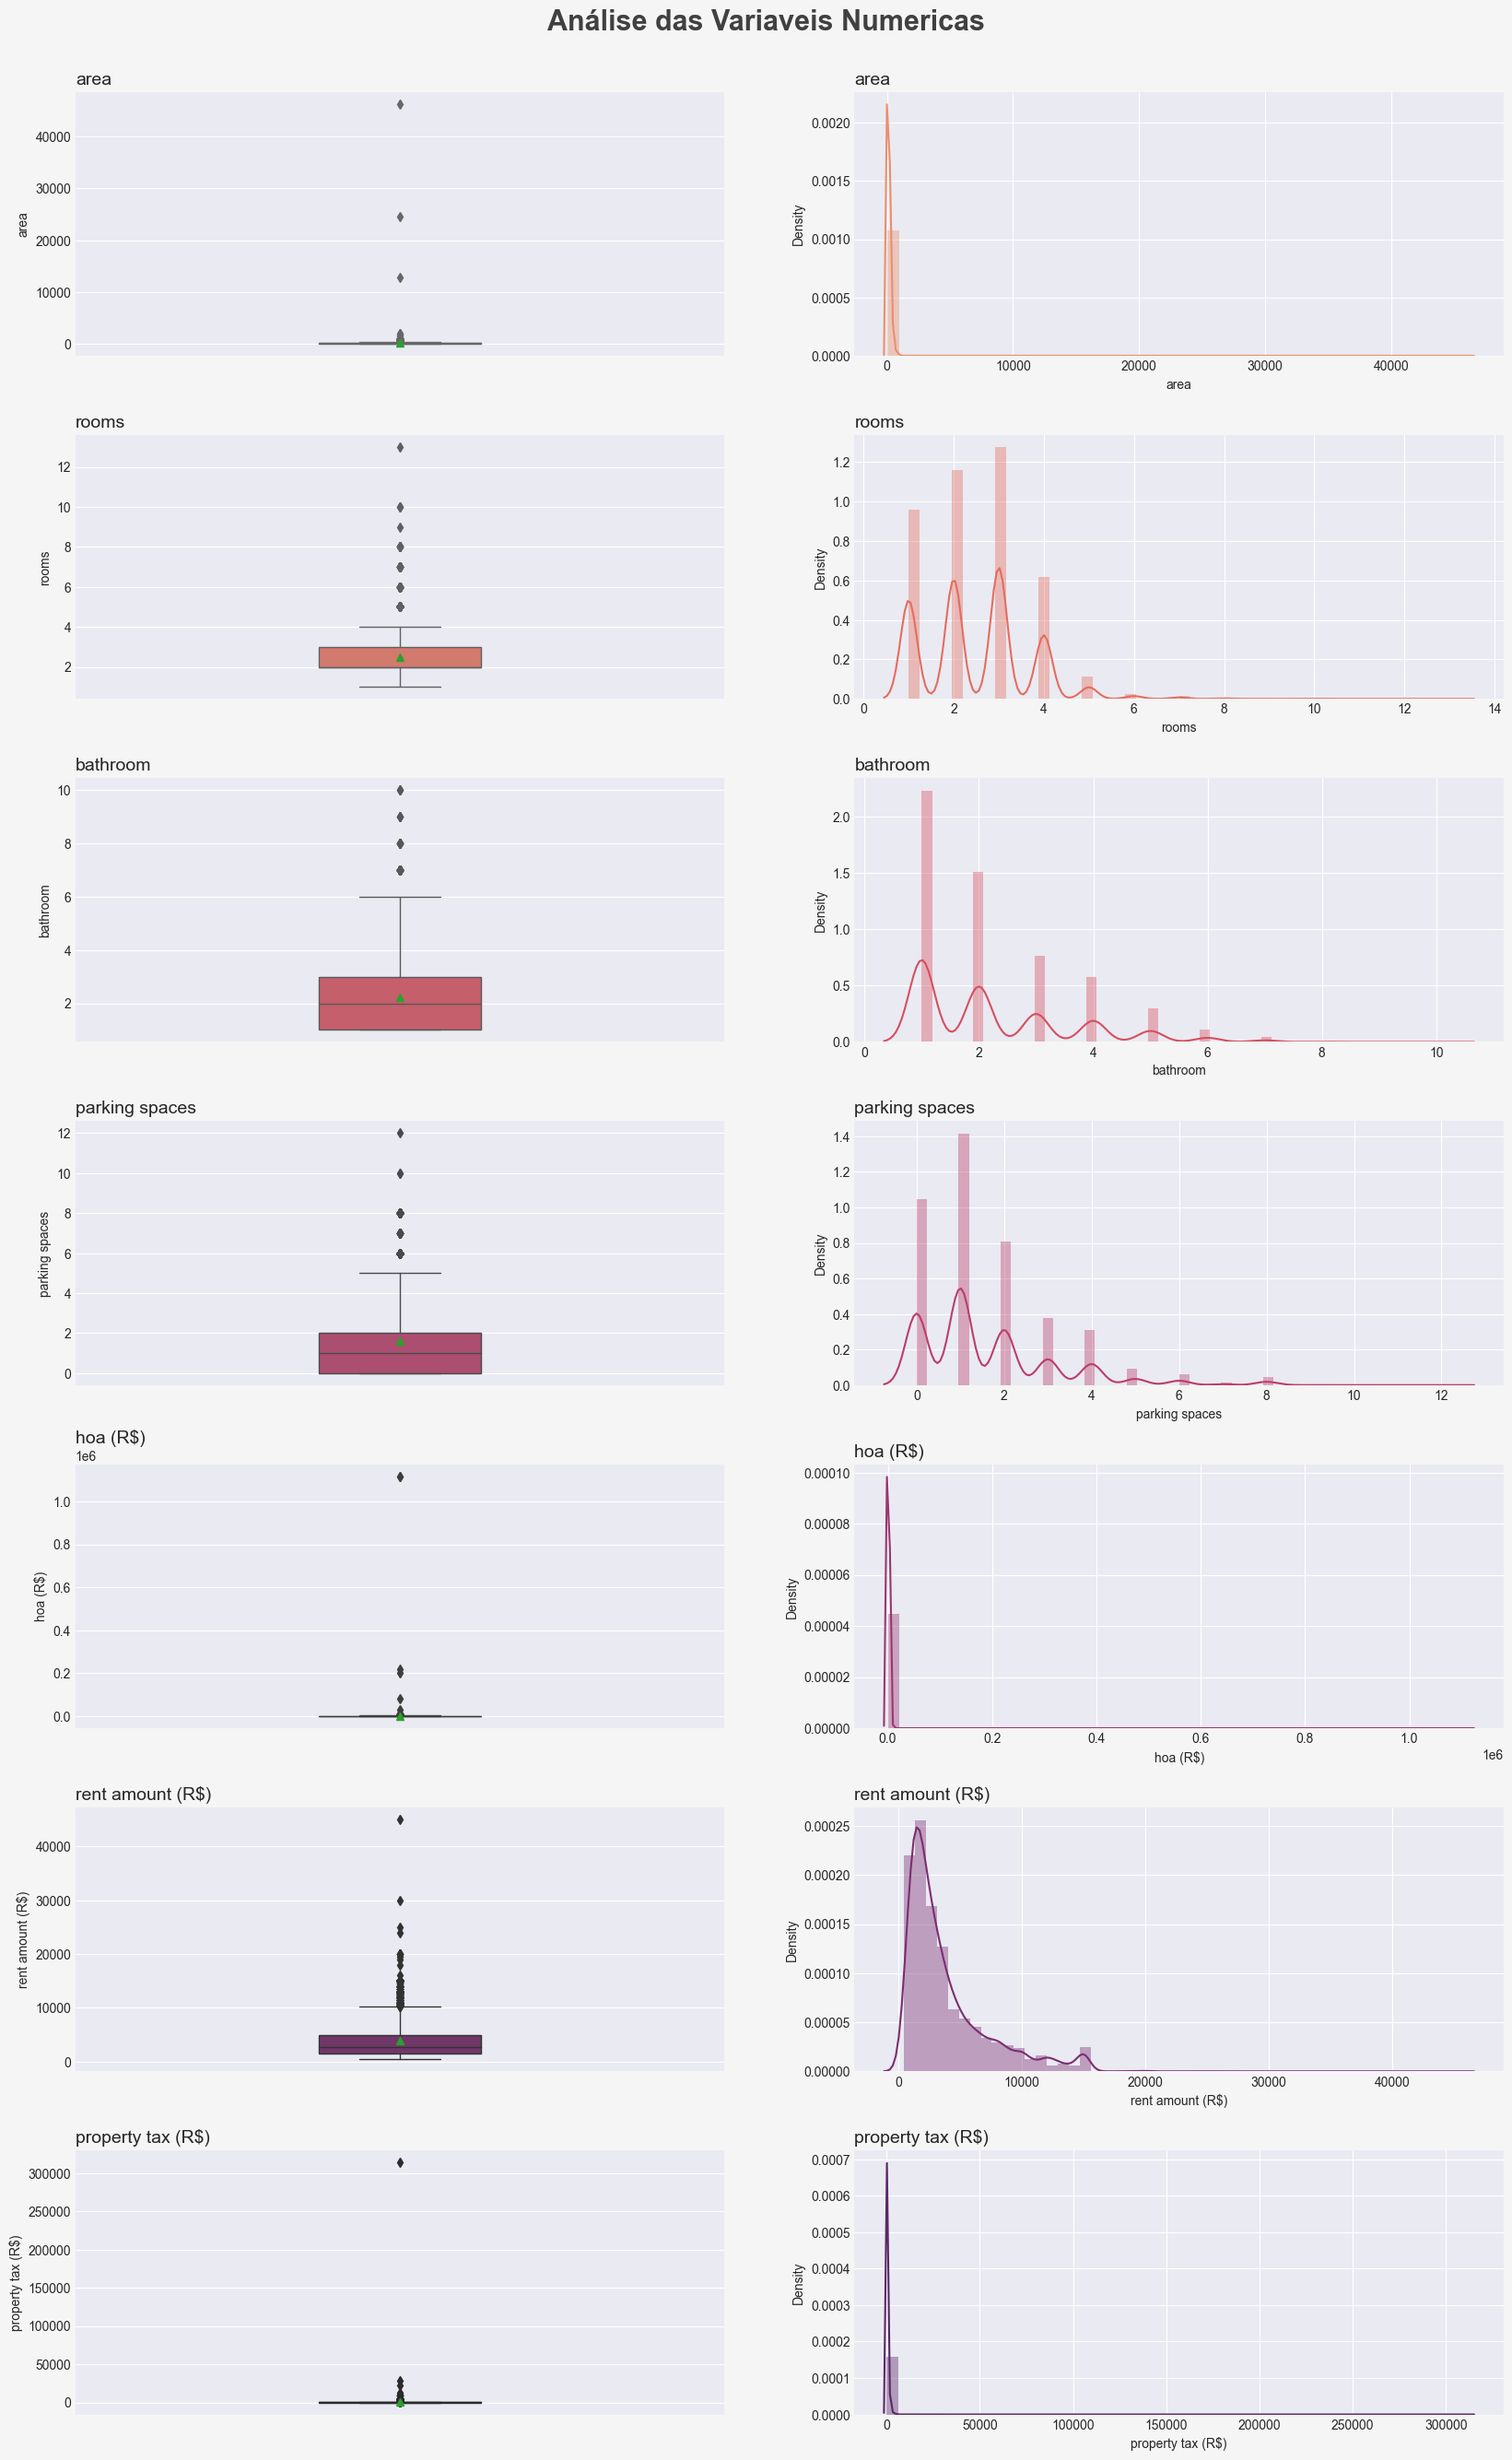 Análise das Variaveis Numericas
area
40000
30000
20000
10000
0
area
area
0.0020
0.0015
0.0010
0.0005
0.0000
Density
0 10000 20000 30000 40000
area
rooms
12
10
8
6
4
2
rooms
rooms
1.2
1.0
0.8
0.6
0.4
0.2
0.0
Density
0 2 4 6 8 10 12 14
rooms
bathroom
10
8
6
4
2
bathroom
bathroom
2.0
1.5
1.0
0.5
0.0
Density
0 2 4 6 8 10
bathroom
parking spaces
12
10
8
6
4
2
0
parking spaces
parking spaces
1.4
1.2
1.0
0.8
0.6
0.4
0.2
0.0
Density
0 2 4 6 8 10 12
parking spaces
hoa (R$)
1e6
1.0
0.8
0.6
0.4
0.2
0.0
hoa (R$)
hoa (R$)
0.00010
0.00008
0.00006
0.00004
0.00002
0.00000
Density
0.0 0.2 0.4 0.6 0.8 1.0
1e6
hoa (R$)
rent amount (R$)
40000
30000
20000
10000
0
rent amount (R$)
rent amount (R$)
0.00025
0.00020
0.00015
0.00010
0.00005
0.00000
Density
0 10000 20000 30000 40000
rent amount (R$)
property tax (R$)
300000
250000
200000
150000
100000
50000
0
property tax (R$)
property tax (R$)
0.0007
0.0006
0.0005
0.0004
0.0003
0.0002
0.0001
0.0000
Density
0 50000 100000 150000 200000 250000 300000
property tax (R$)